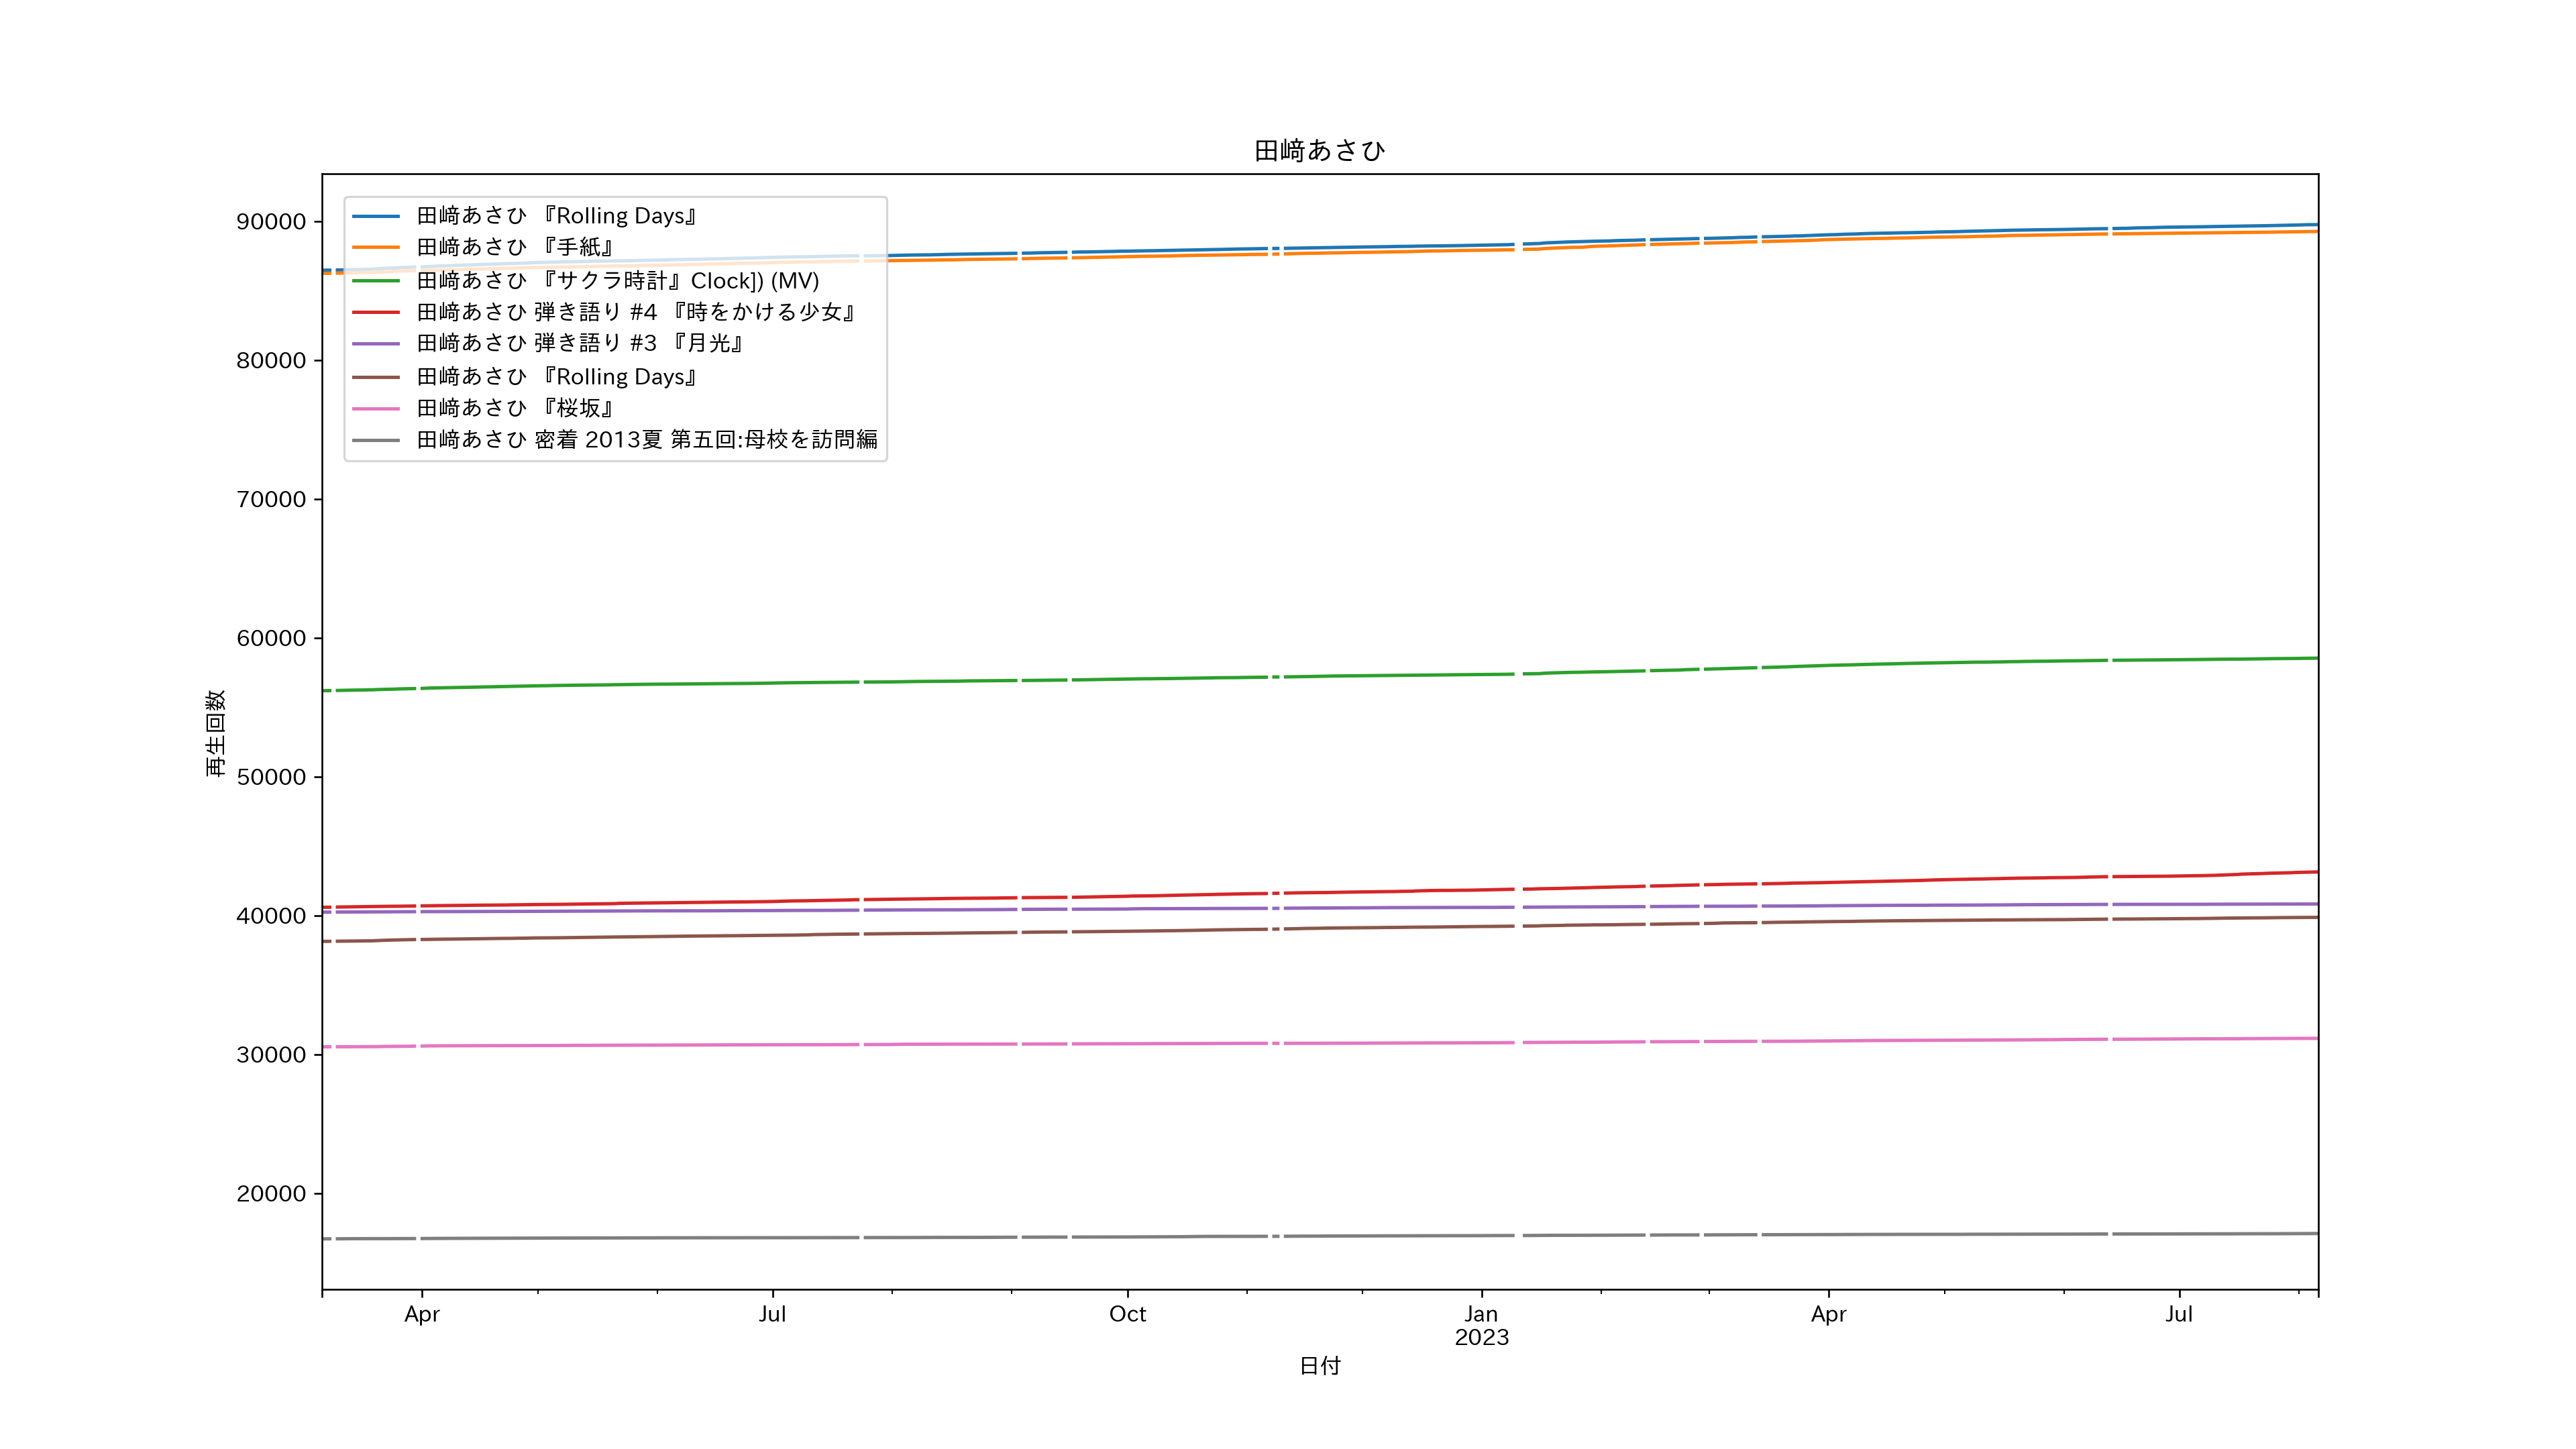 田﨑あさひ
田﨑あさひ 『Rolling Days』
田﨑あさひ 『手紙』
田﨑あさひ 『サクラ時計』Clock]) (MV)
田﨑あさひ 弾き語り #4 『時をかける少女』
田﨑あさひ 弾き語り #3 『月光』
田﨑あさひ 『Rolling Days』
田﨑あさひ 『桜坂』
田﨑あさひ 密着 2013夏 第五回:母校を訪問編
90000
80000
70000
60000
50000
40000
30000
20000
再生回数
Apr
Jul
Oct
Jan
2023
Apr
Jul
日付